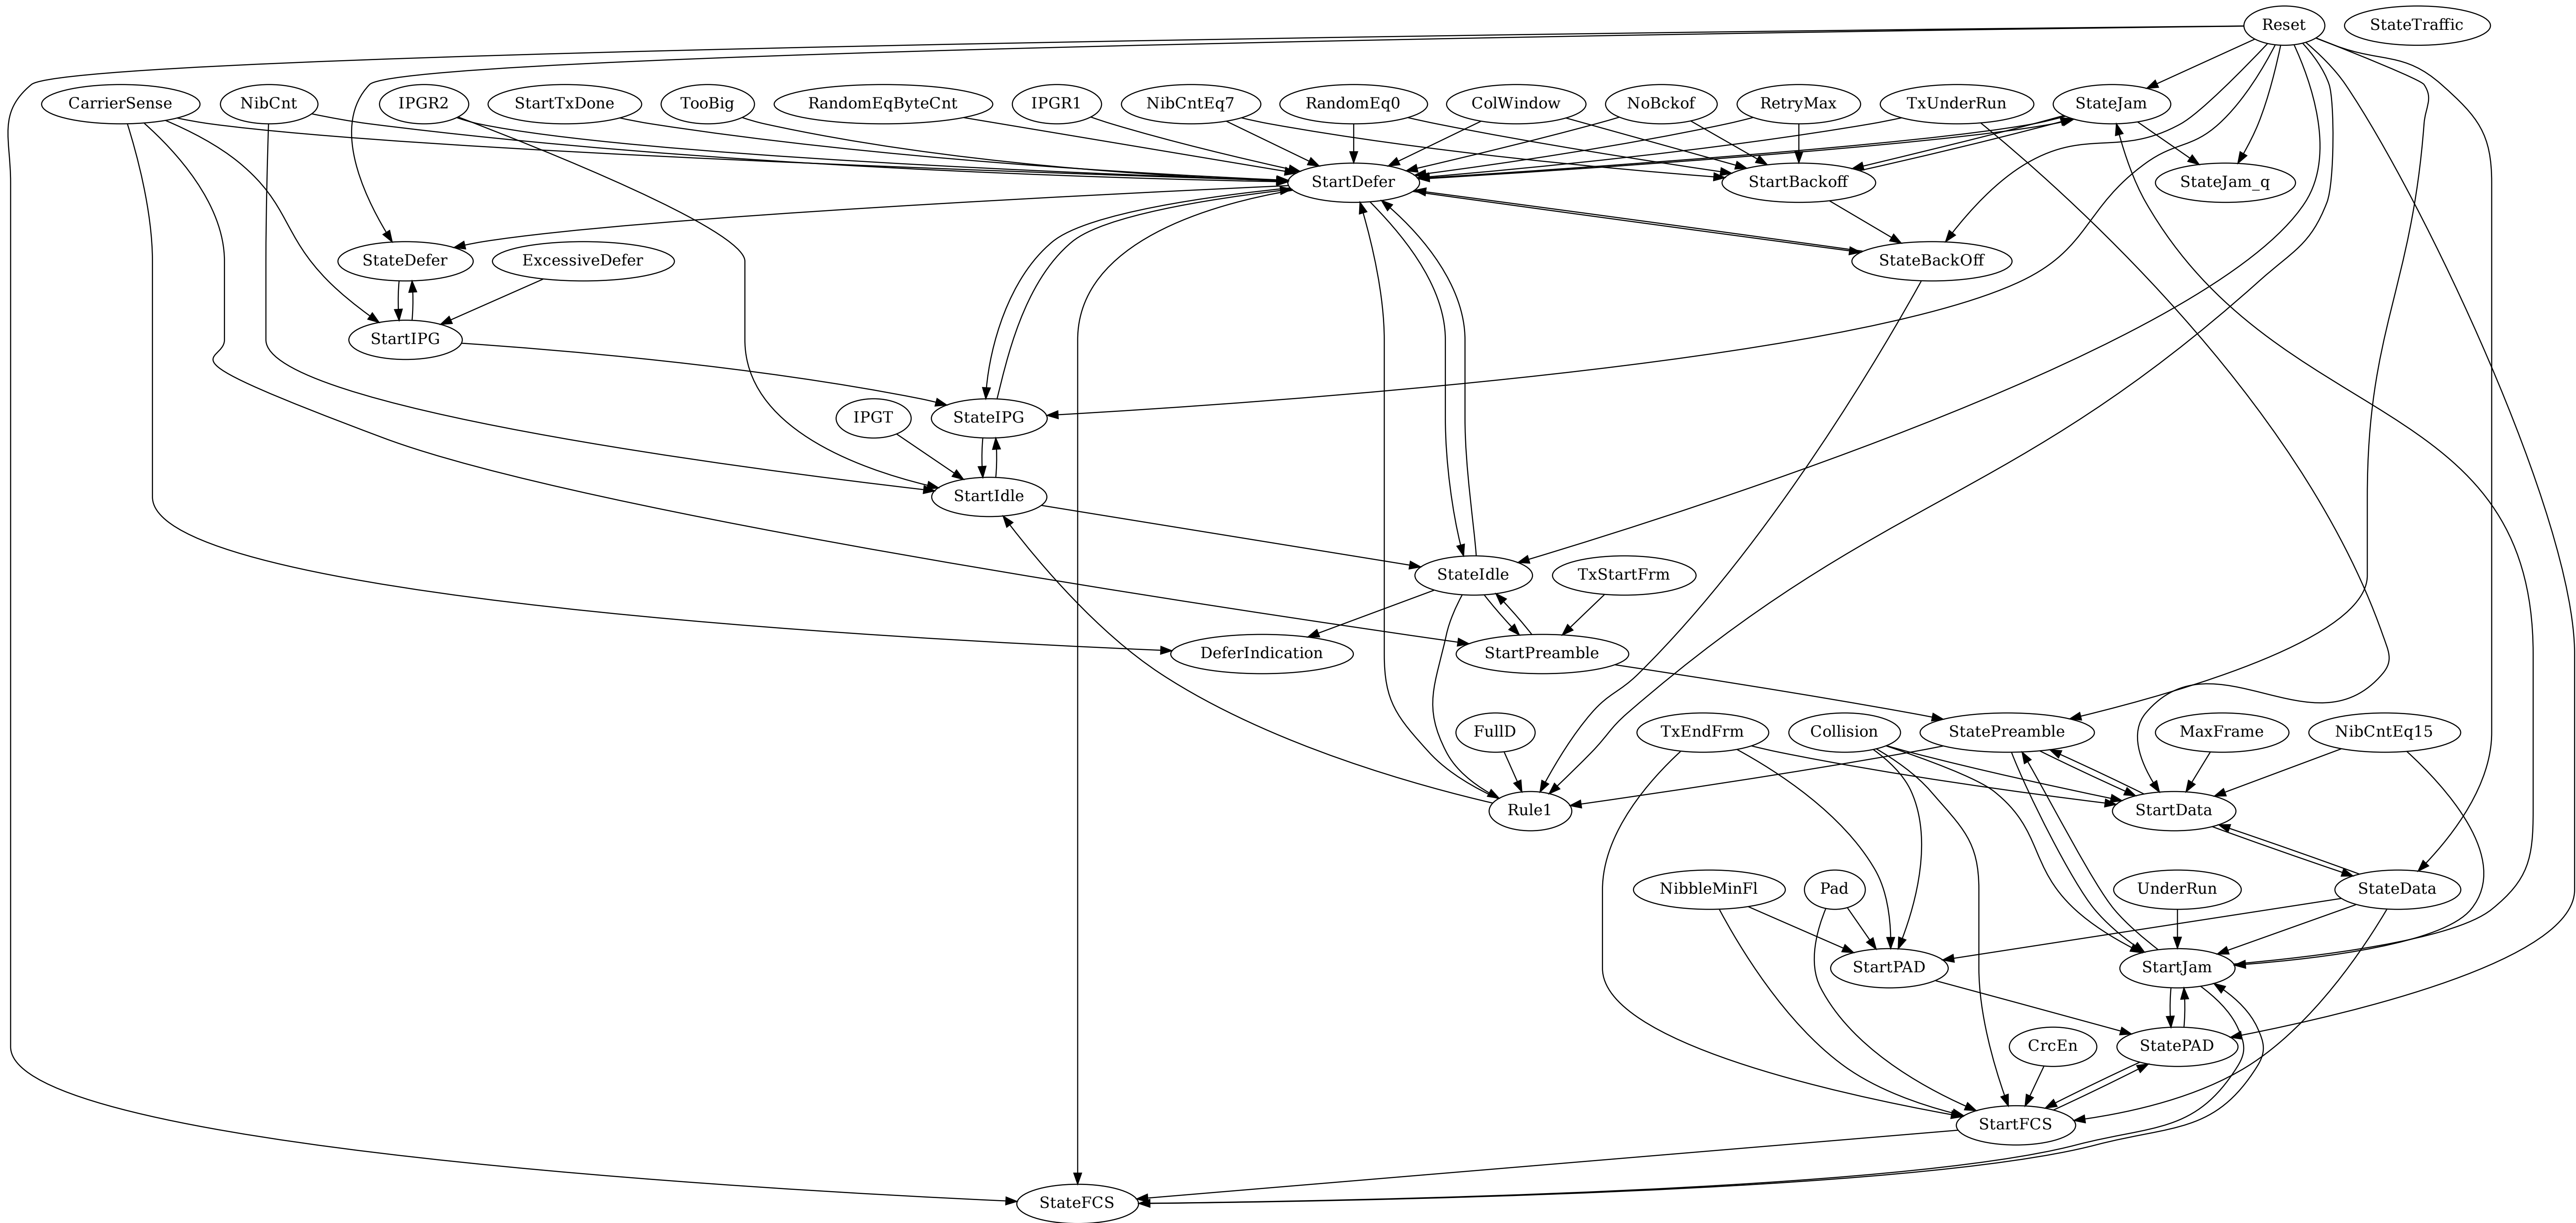 Reset
StateTraffic
CarrierSense
NibCnt
IPGR2
StartTxDone
TooBig
RandomEqByteCnt
IPGR1
NibCntEq7
RandomEq0
ColWindow
NoBckof
RetryMax
TxUnderRun
StateJam
StartDefer
StartBackoff
StateJam_q
StateDefer
ExcessiveDefer
StateBackOff
StartIPG
IPGT
StateIPG
StartIdle
StateIdle
TxStartFrm
DeferIndication
StartPreamble
FullD
TxEndFrm
Collision
StatePreamble
MaxFrame
NibCntEq15
Rule1
StartData
NibbleMinFl
Pad
UnderRun
StateData
StartPAD
StartJam
CrcEn
StatePAD
StartFCS
StateFCS